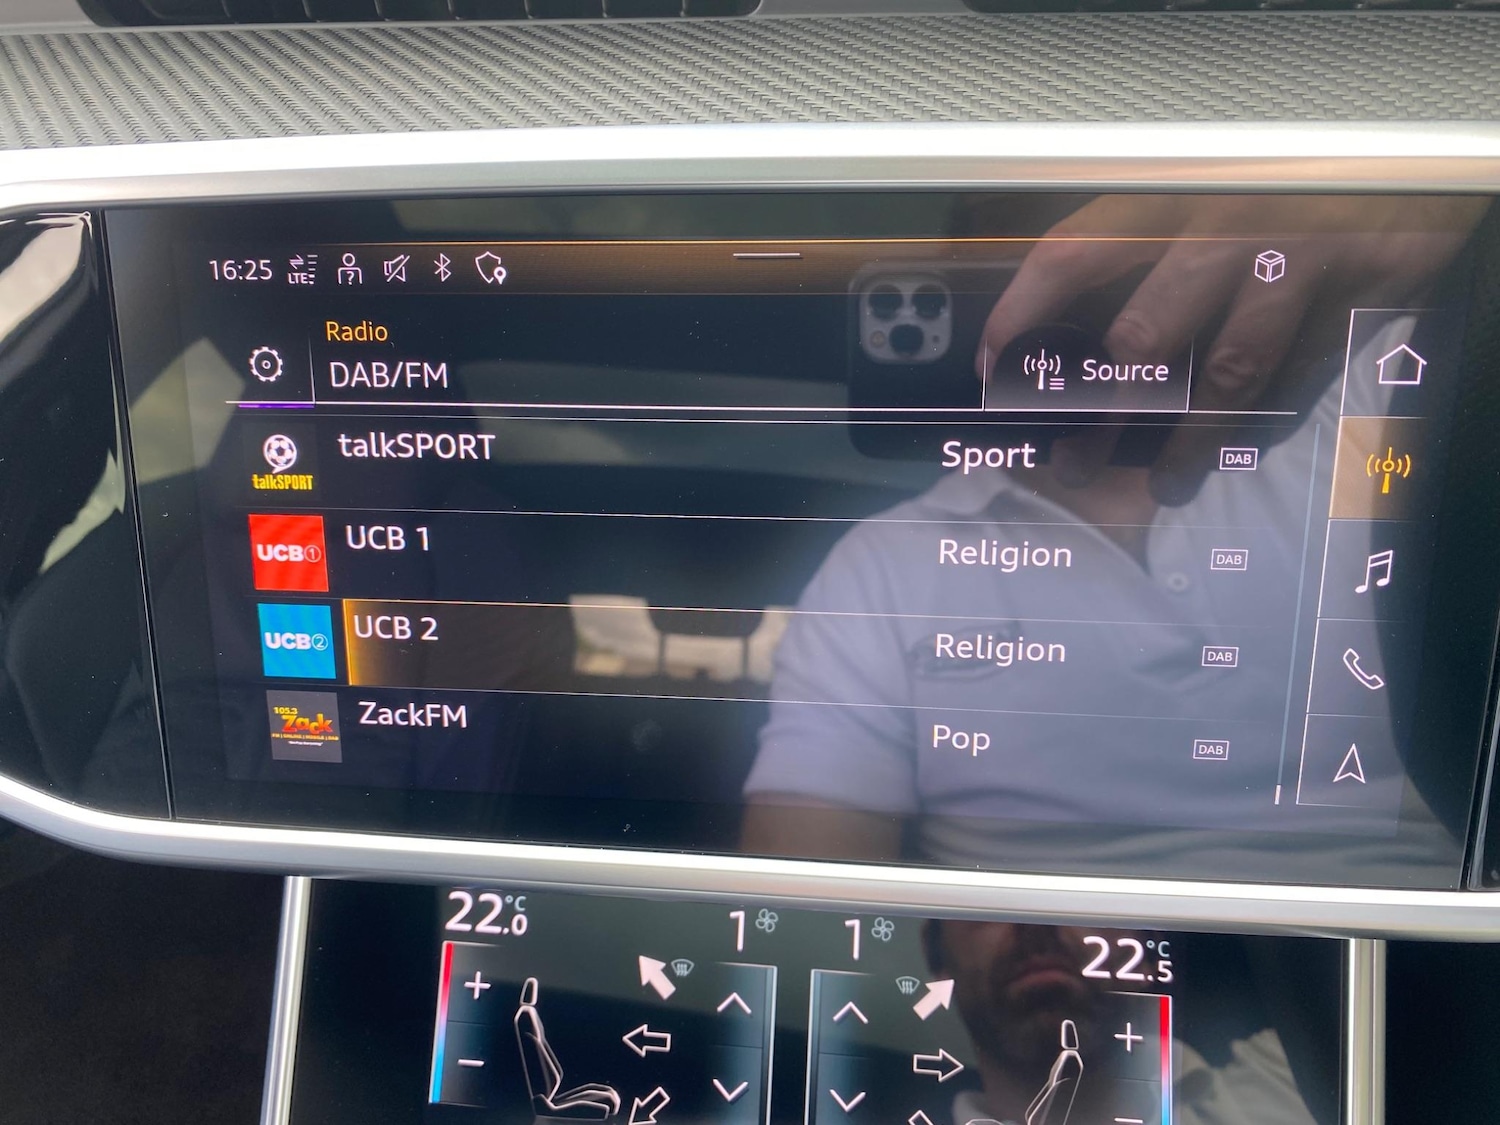 16:25 LTE ?
Radio
DAB/FM
Source
talkSPORT
talkSPORT Sport DAB
UCB1
UCB 1 Religion DAB
UCB2
UCB 2 Religion DAB
105.3
Zack
ZackFM Pop DAB
22.0 °C
1
1
22.5 °C
+
−
+
−